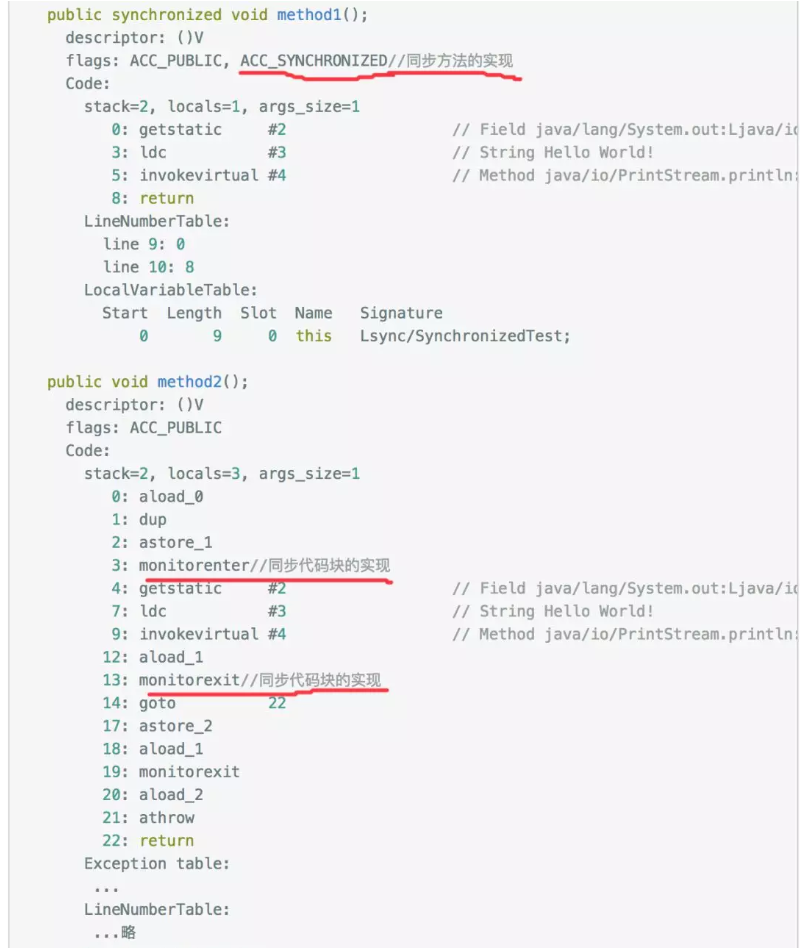 public synchronized void method1();
descriptor: ()V
flags: ACC_PUBLIC, ACC_SYNCHRONIZED//同步方法的实现
Code:
stack=2, locals=1, args_size=1
0: getstatic #2 // Field java/lang/System.out:Ljava/io
3: ldc #3 // String Hello World!
5: invokevirtual #4 // Method java/io/PrintStream.println:
8: return
LineNumberTable:
line 9: 0
line 10: 8
LocalVariableTable:
Start Length Slot Name Signature
0 9 0 this Lsync/SynchronizedTest;
public void method2();
descriptor: ()V
flags: ACC_PUBLIC
Code:
stack=2, locals=3, args_size=1
0: aload_0
1: dup
2: astore_1
3: monitorenter//同步代码块的实现
4: getstatic #2 // Field java/lang/System.out:Ljava/io
7: ldc #3 // String Hello World!
9: invokevirtual #4 // Method java/io/PrintStream.println:
12: aload_1
13: monitorexit//同步代码块的实现
14: goto 22
17: astore_2
18: aload_1
19: monitorexit
20: aload_2
21: athrow
22: return
Exception table:
...
LineNumberTable:
...略